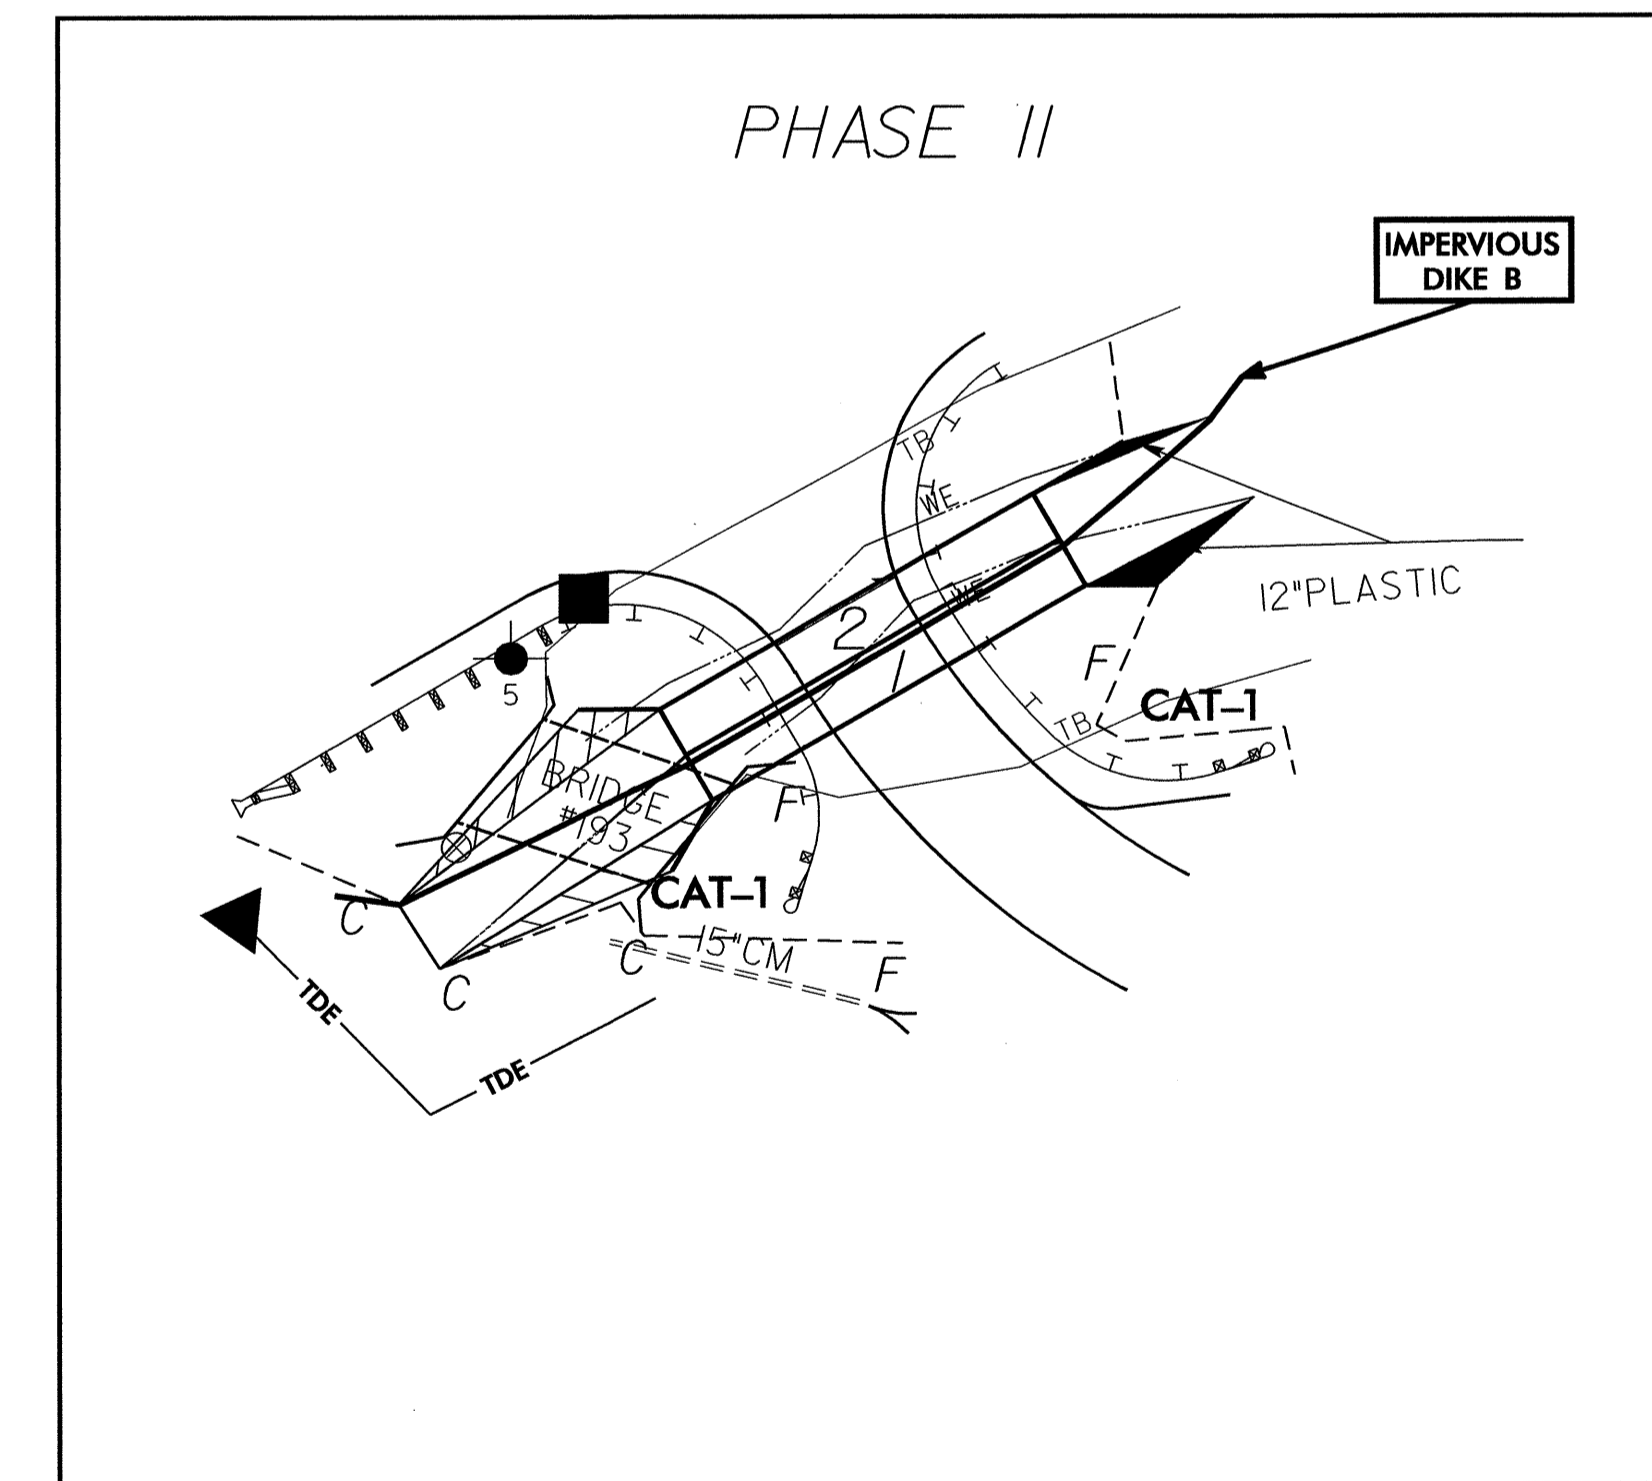 PHASE II
IMPERVIOUS
DIKE B
TB
WE
12"PLASTIC
WE
2
1
5
F
CAT-1
TB
BRIDGE
#193
F
CAT-1
C
15"CM
C
F
C
TDE
TDE